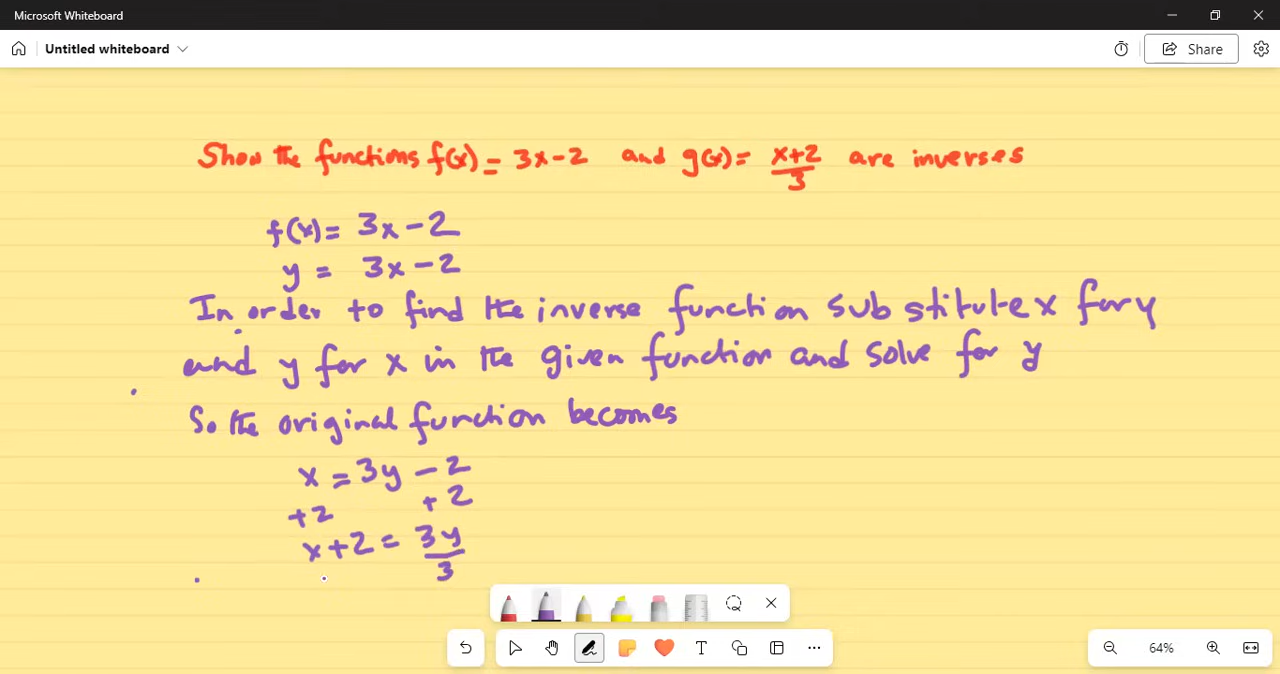 Microsoft Whiteboard
Untitled whiteboard
Share
Show the functions f(x) = 3x-2 and g(x) = x+2/3 are inverses
f(x) = 3x-2
y = 3x-2
In order to find the inverse function substitute x for y
and y for x in the given function and solve for y
So the original function becomes
x = 3y - 2
+2 +2
x+2 = 3y/3
64%